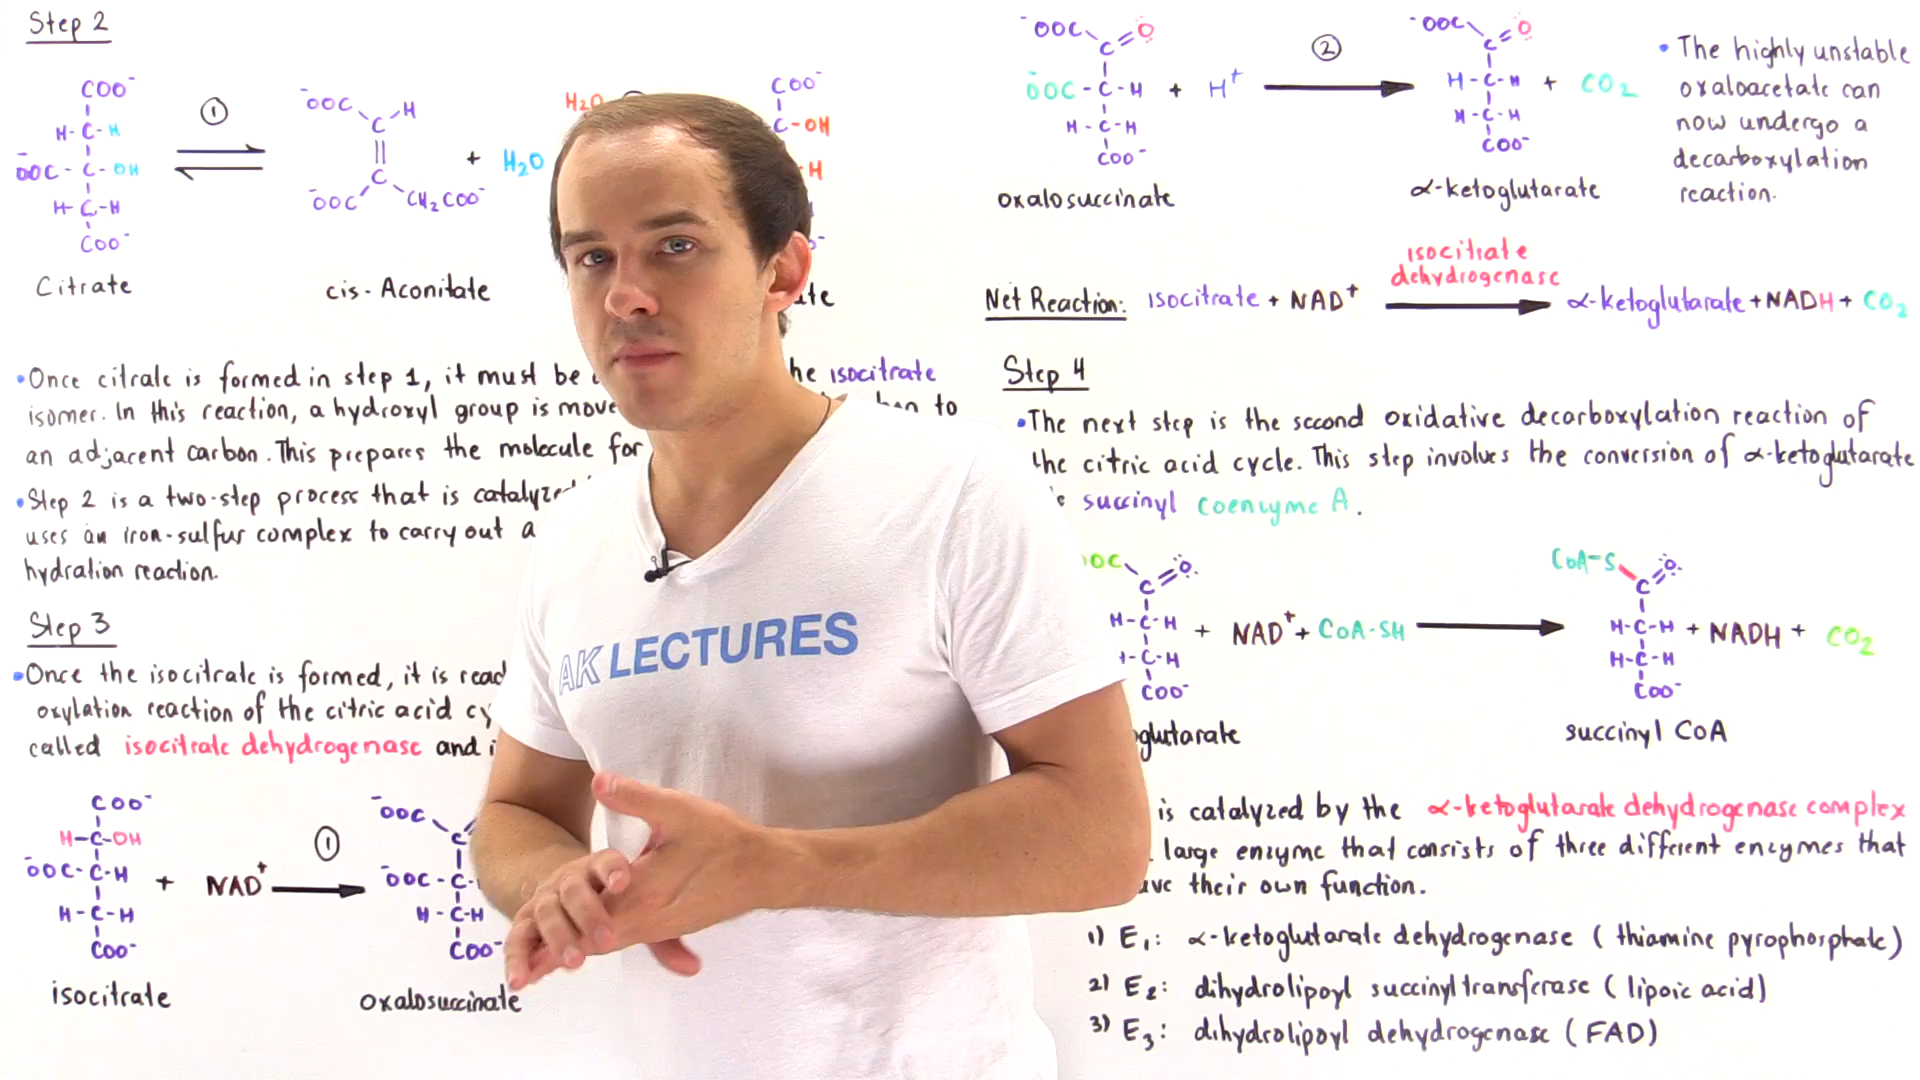 Step 2
COO⁻
H-C-H
⁻OOC-C-OH
H-C-H
COO⁻
Citrate
①
⁻OOC
C-H
C
⁻OOC
CH₂COO⁻
+ H₂O
cis-Aconitate
H₂O
COO⁻
C-OH
H
• Once citrate is formed in step 1, it must be
the isocitrate
isomer. In this reaction, a hydroxyl group is
to
an adjacent carbon. This prepares the molecule for
• Step 2 is a two-step process that is catalyzed
uses an iron-sulfur complex to carry out a
hydration reaction.
Step 3
• Once the isocitrate is formed, it is
oxylation reaction of the citric acid
called isocitrate dehydrogenase and
COO⁻
H-C-OH
⁻OOC-C-H
H-C-H
COO⁻
isocitrate
+ NAD⁺
①
⁻OOC
C
⁻OOC-C-
H-C-H
COO⁻
oxalosuccinate
AK LECTURES
⁻OOC
C=O
⁻OOC-C-H
H-C-H
COO⁻
oxalosuccinate
+ H⁺
②
⁻OOC
C=O
H-C-H
H-C-H
COO⁻
α-ketoglutarate
+ CO₂
• The highly unstable
oxaloacetate can
now undergo a
decarboxylation
reaction.
isocitrate
dehydrogenase
Net Reaction: isocitrate + NAD⁺ → α-ketoglutarate + NADH + CO₂
Step 4
• The next step is the second oxidative decarboxylation reaction of
the citric acid cycle. This step involves the conversion of α-ketoglutarate
succinyl coenzyme A.
OOC
C=O
H-C-H
-C-H
COO⁻
glutarate
+ NAD⁺ + CoA-SH
CoA-S
C=O
H-C-H
H-C-H
COO⁻
succinyl CoA
+ NADH + CO₂
is catalyzed by the α-ketoglutarate dehydrogenase complex
large enzyme that consists of three different enzymes that
their own function.
1) E₁: α-ketoglutarate dehydrogenase (thiamine pyrophosphate)
2) E₂: dihydrolipoyl succinyltransferase (lipoic acid)
3) E₃: dihydrolipoyl dehydrogenase (FAD)